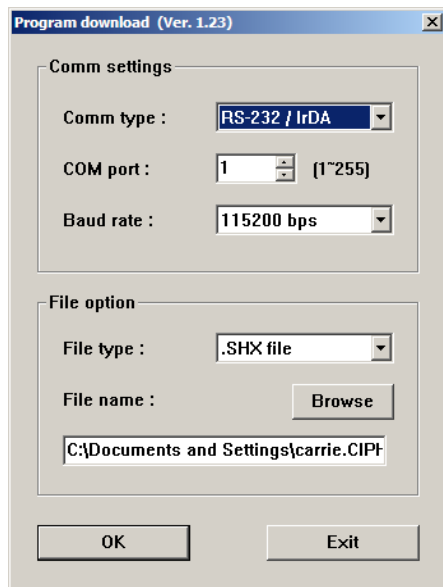 Program download (Ver. 1.23)
Comm settings
Comm type : RS-232 / IrDA
COM port : 1 (1~255)
Baud rate : 115200 bps
File option
File type : .SHX file
File name : Browse
C:\Documents and Settings\carrie.CIPH
OK Exit